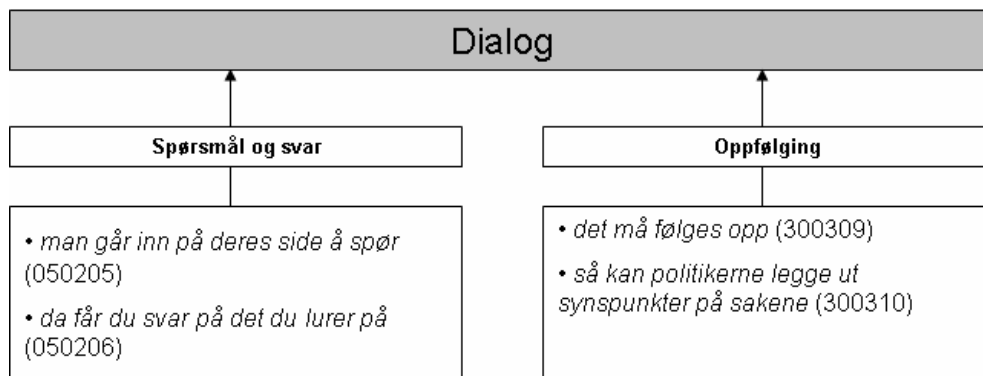 Dialog
Spørsmål og svar
• man går inn på deres side å spør
(050205)
• da får du svar på det du lurer på
(050206)
Oppfølging
• det må følges opp (300309)
• så kan politikerne legge ut
synspunkter på sakene (300310)